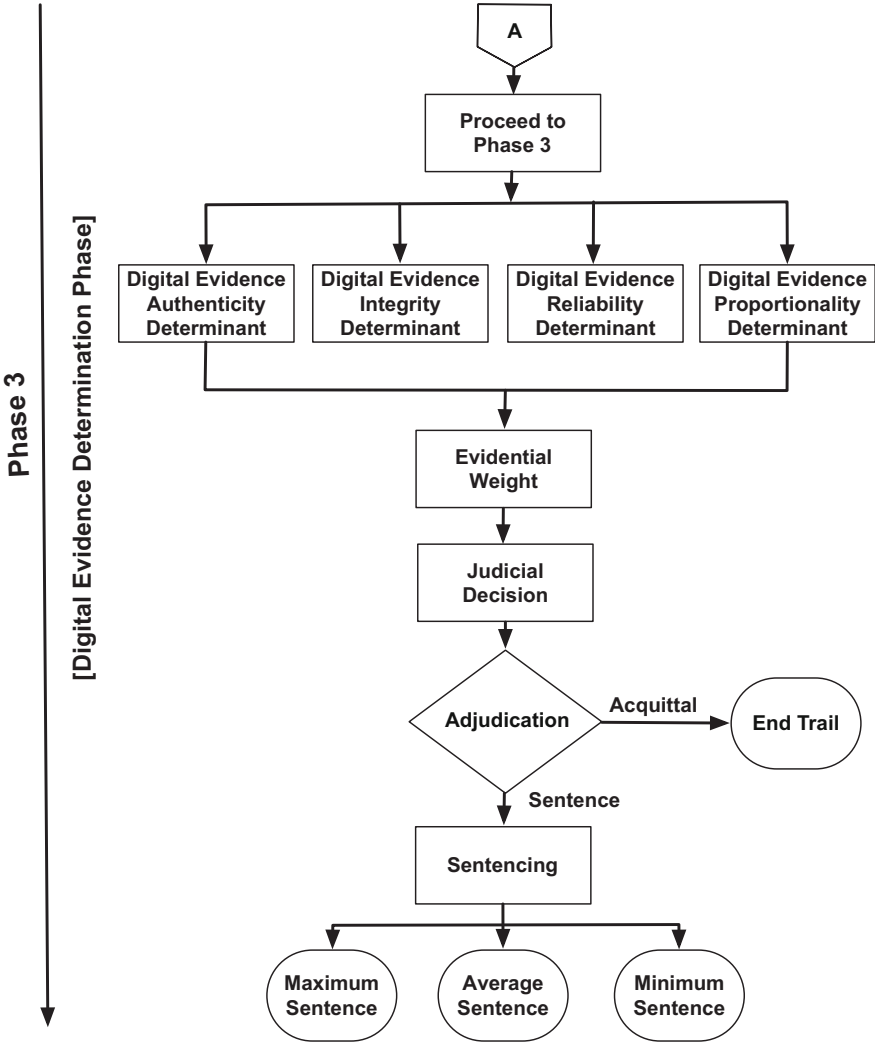 A
Proceed to
Phase 3
Digital Evidence
Authenticity
Determinant
Digital Evidence
Integrity
Determinant
Digital Evidence
Reliability
Determinant
Digital Evidence
Proportionality
Determinant
Phase 3
[Digital Evidence Determination Phase]
Evidential
Weight
Judicial
Decision
Adjudication
Acquittal
End Trail
Sentence
Sentencing
Maximum
Sentence
Average
Sentence
Minimum
Sentence